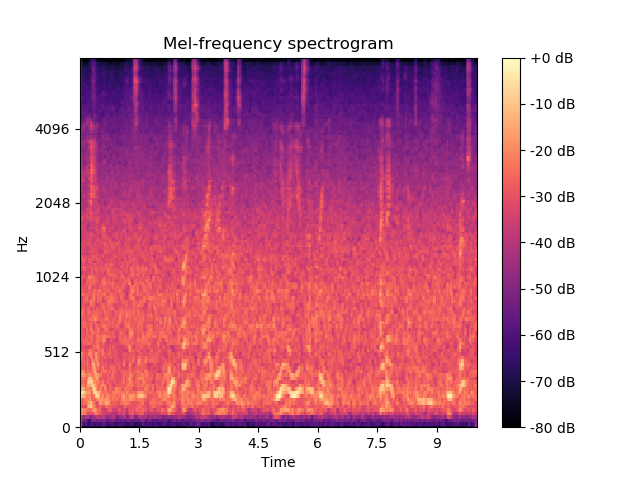 Mel-frequency spectrogram
Hz
4096
2048
1024
512
0
0 1.5 3 4.5 6 7.5 9
Time
+0 dB
-10 dB
-20 dB
-30 dB
-40 dB
-50 dB
-60 dB
-70 dB
-80 dB